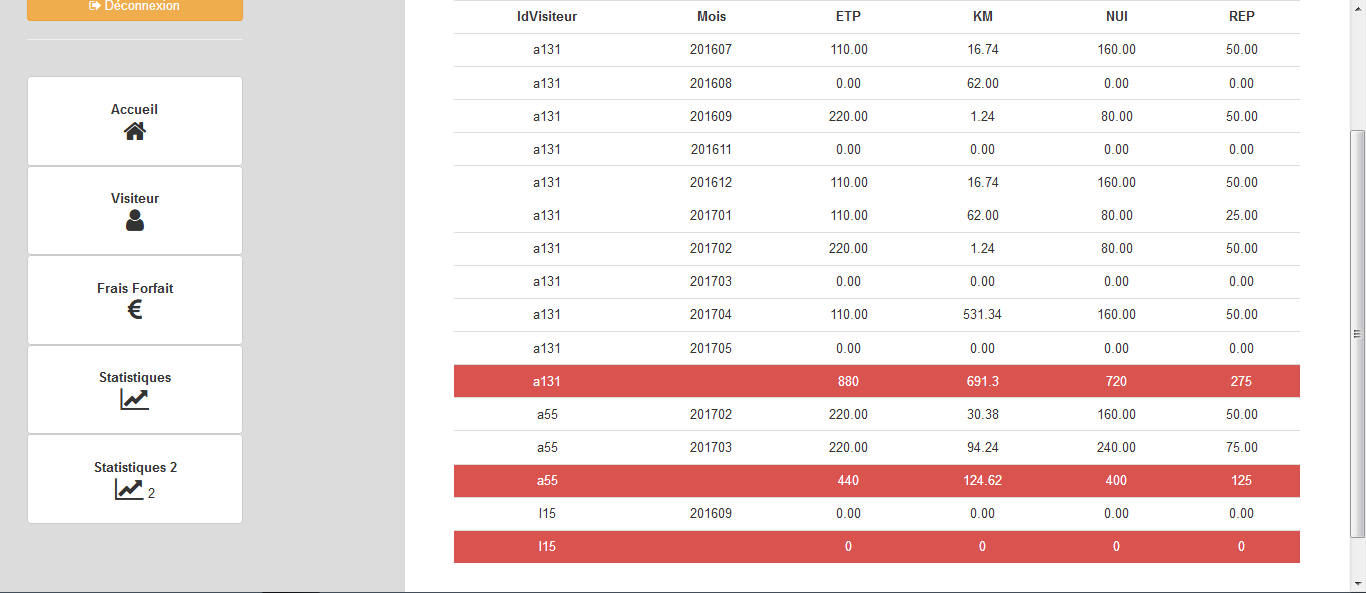 Déconnexion
Accueil
Visiteur
Frais Forfait
€
Statistiques
Statistiques 2
2
IdVisiteur Mois ETP KM NUI REP
a131 201607 110.00 16.74 160.00 50.00
a131 201608 0.00 62.00 0.00 0.00
a131 201609 220.00 1.24 80.00 50.00
a131 201611 0.00 0.00 0.00 0.00
a131 201612 110.00 16.74 160.00 50.00
a131 201701 110.00 62.00 80.00 25.00
a131 201702 220.00 1.24 80.00 50.00
a131 201703 0.00 0.00 0.00 0.00
a131 201704 110.00 531.34 160.00 50.00
a131 201705 0.00 0.00 0.00 0.00
a131 880 691.3 720 275
a55 201702 220.00 30.38 160.00 50.00
a55 201703 220.00 94.24 240.00 75.00
a55 440 124.62 400 125
l15 201609 0.00 0.00 0.00 0.00
l15 0 0 0 0